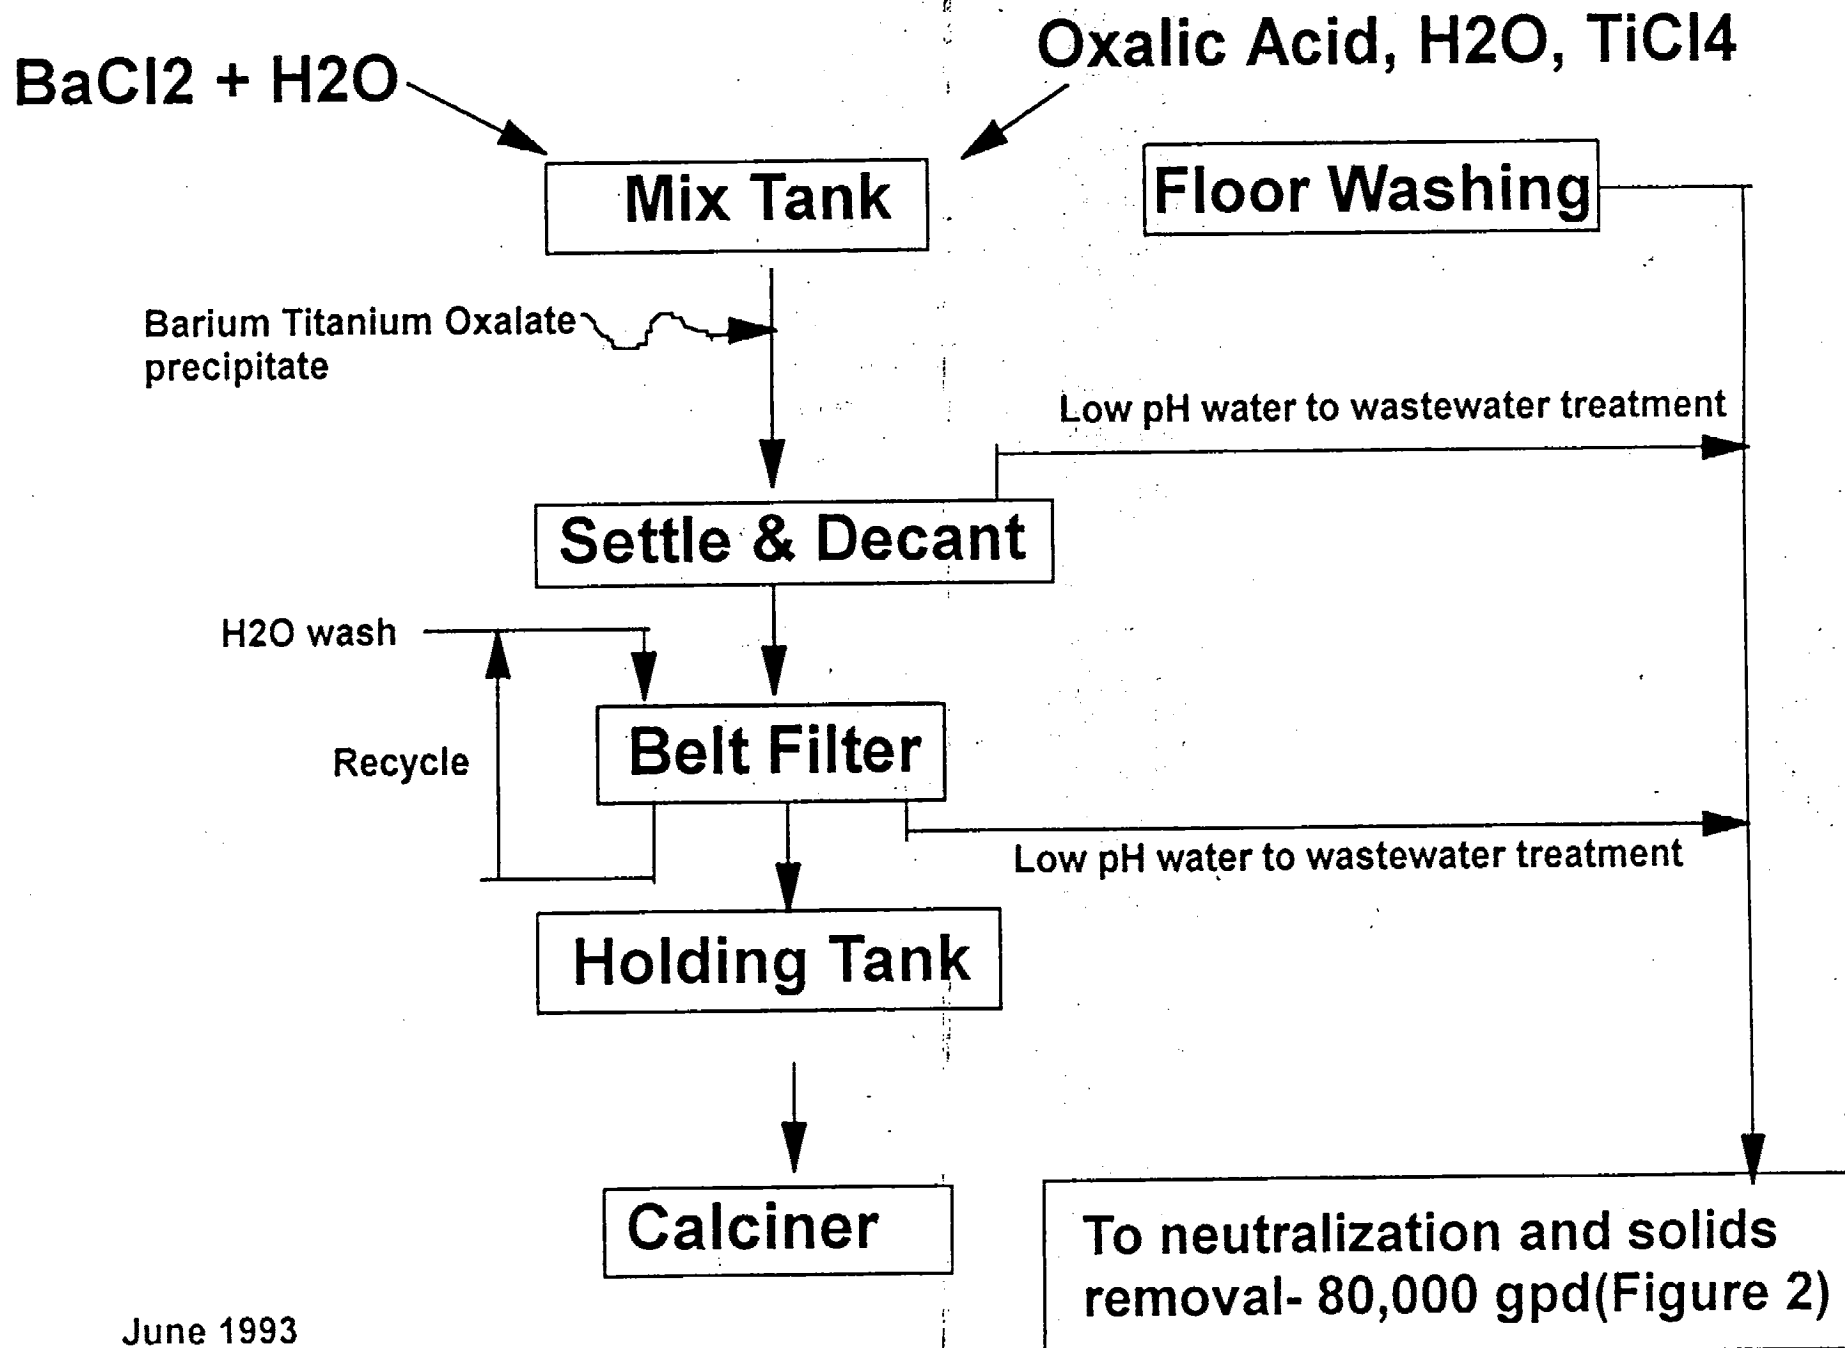 BaCl2 + H2O
Oxalic Acid, H2O, TiCl4
Mix Tank
Floor Washing
Barium Titanium Oxalate
precipitate
Low pH water to wastewater treatment
Settle & Decant
H2O wash
Belt Filter
Recycle
Low pH water to wastewater treatment
Holding Tank
Calciner
To neutralization and solids
removal- 80,000 gpd(Figure 2)
June 1993